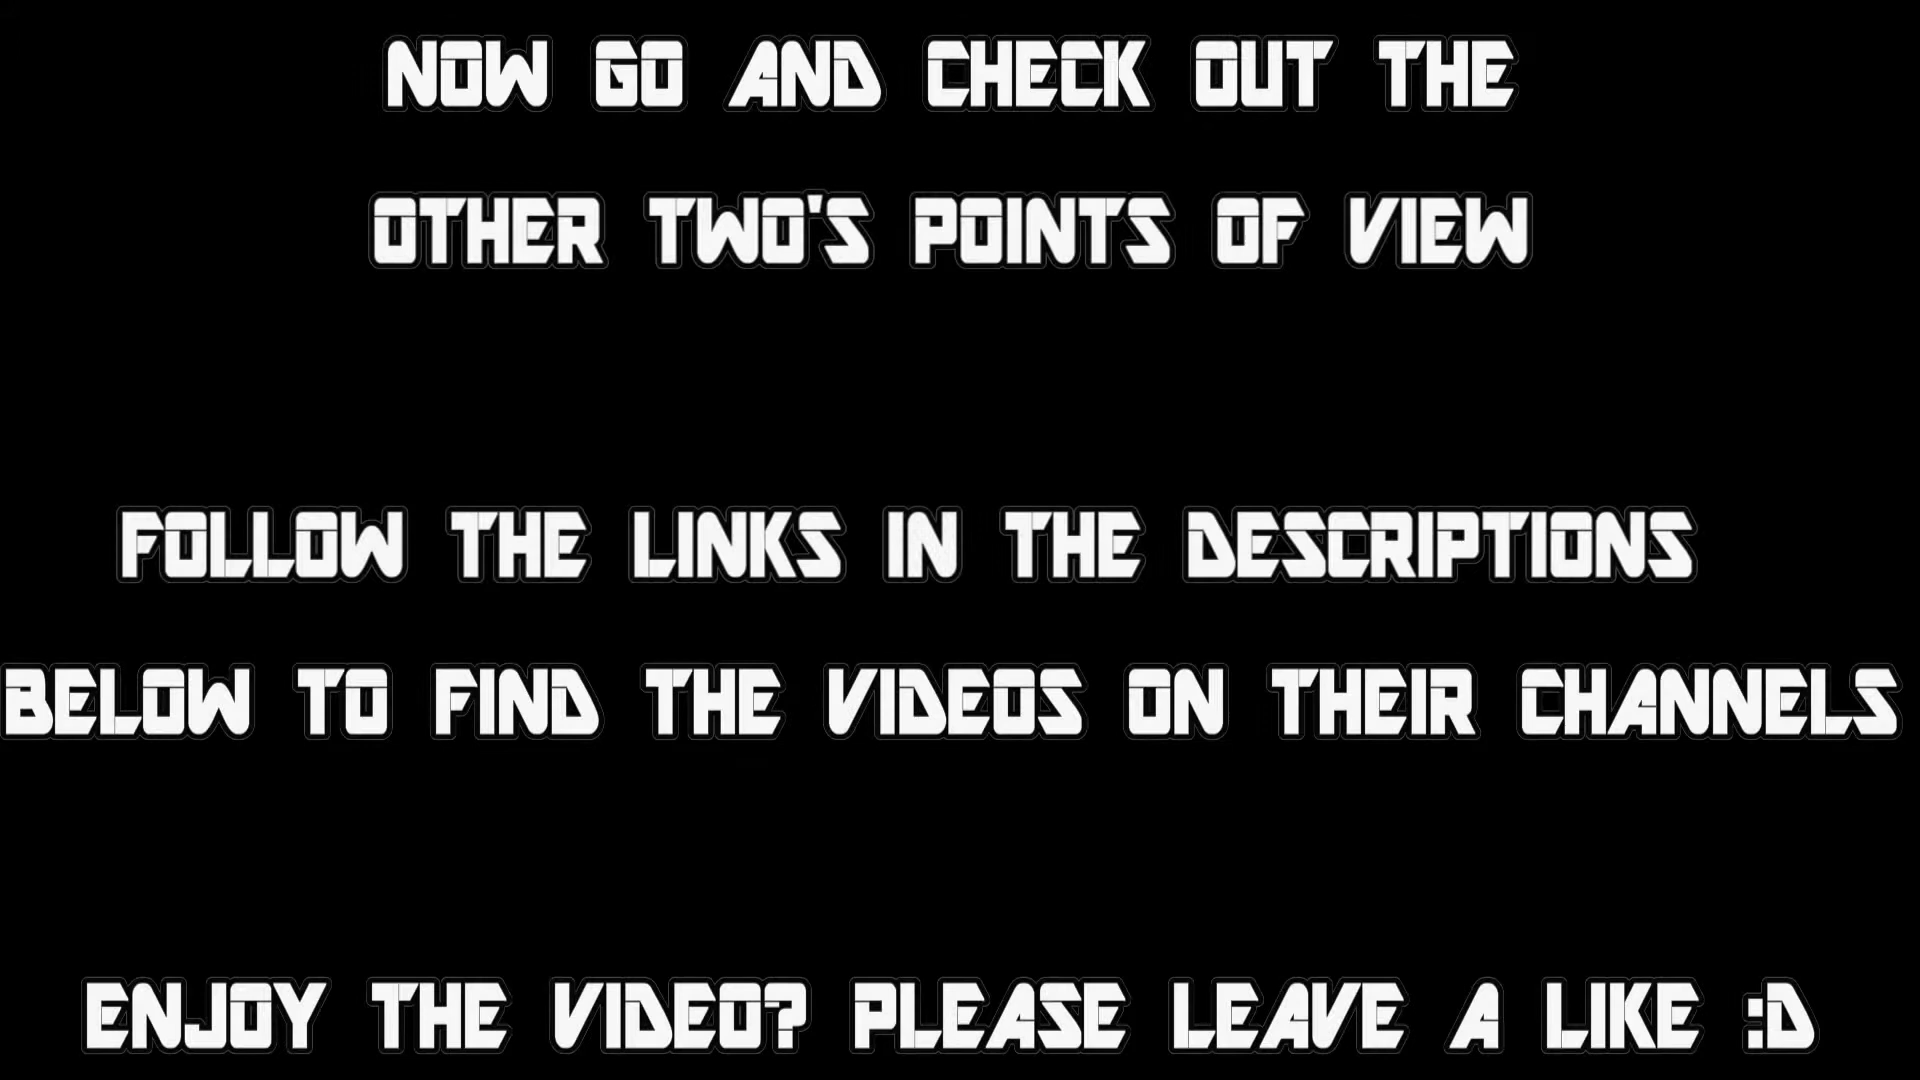 NOW GO AND CHECK OUT THE
OTHER TWO'S POINTS OF VIEW
FOLLOW THE LINKS IN THE DESCRIPTIONS
BELOW TO FIND THE VIDEOS ON THEIR CHANNELS
ENJOY THE VIDEO? PLEASE LEAVE A LIKE :D